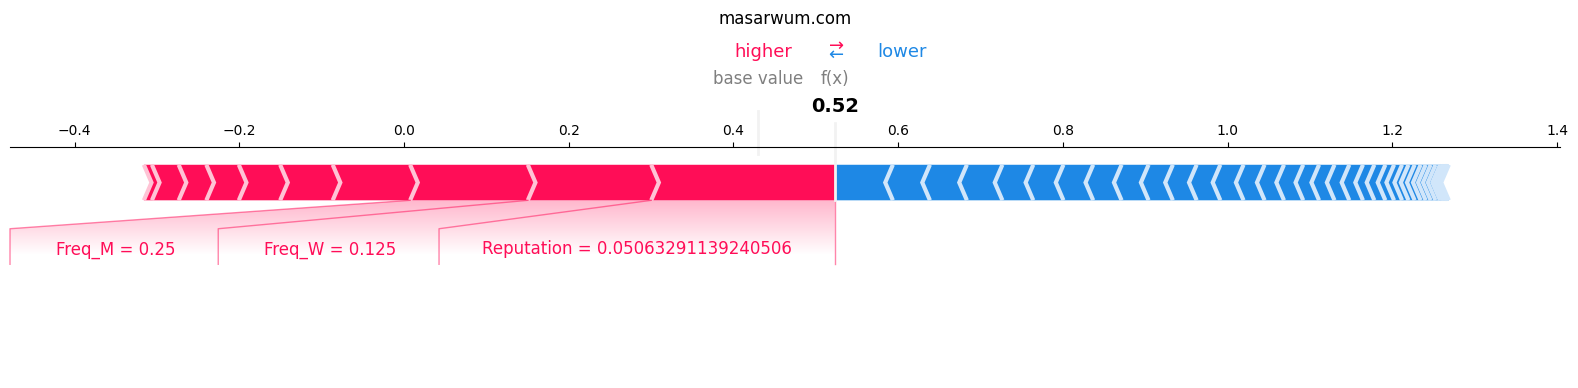 masarwum.com
higher ⇄ lower
base value f(x)
0.52
−0.4 −0.2 0.0 0.2 0.4 0.6 0.8 1.0 1.2 1.4
Freq_M = 0.25 Freq_W = 0.125 Reputation = 0.05063291139240506